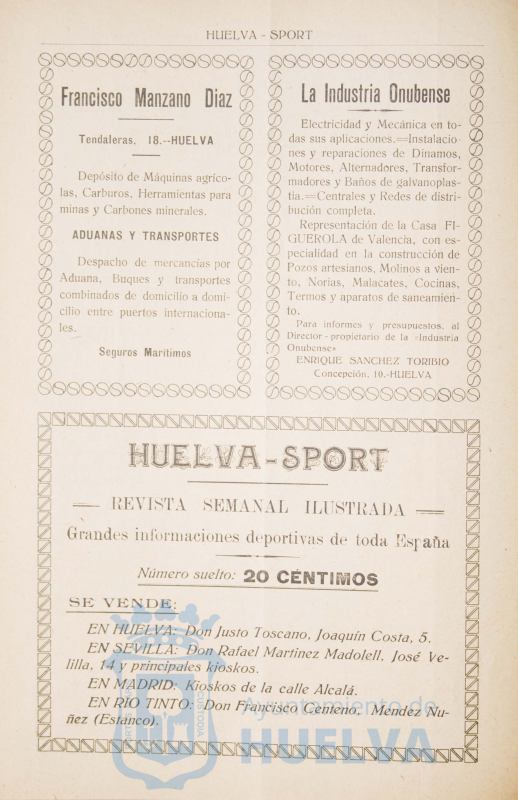 HUELVA - SPORT
Francisco Manzano Diaz
Tendaleras, 18.--HUELVA
Depósito de Máquinas agríco-
las, Carburos, Herramientas para
minas y Carbones minerales.
ADUANAS Y TRANSPORTES
Despacho de mercancías por
Aduana, Buques y transportes
combinados de domicilio a domi-
cilio entre puertos internaciona-
les.
Seguros Marítimos
La Industria Onubense
Electricidad y Mecánica en to-
das sus aplicaciones.=Instalacio-
nes y reparaciones de Dinamos,
Motores, Alternadores, Transfor-
madores y Baños de galvanoplas-
tia.=Centrales y Redes de distri-
bución completa.
Representación de la Casa FI-
GUEROLA de Valencia, con es-
pecialidad en la construcción de
Pozos artesianos, Molinos a vien-
to, Norias, Malacates, Cocinas,
Termos y aparatos de saneamien-
to.
Para informes y presupuestos, al
Director-propietario de la «Industria
Onubense»
ENRIQUE SANCHEZ TORIBIO
Concepción, 10.-HUELVA
HUELVA - SPORT
REVISTA SEMANAL ILUSTRADA
Grandes informaciones deportivas de toda España
Número suelto: 20 CÉNTIMOS
SE VENDE:
EN HUELVA: Don Justo Toscano, Joaquín Costa, 5.
EN SEVILLA: Don Rafael Martinez Madolell, José Ve-
lilla, 14 y principales kioskos.
EN MADRID: Kioskos de la calle Alcalá.
EN RIO TINTO: Don Francisco Centeno, Méndez Nu-
ñez (Estanco).
Ayuntamiento de
HUELVA